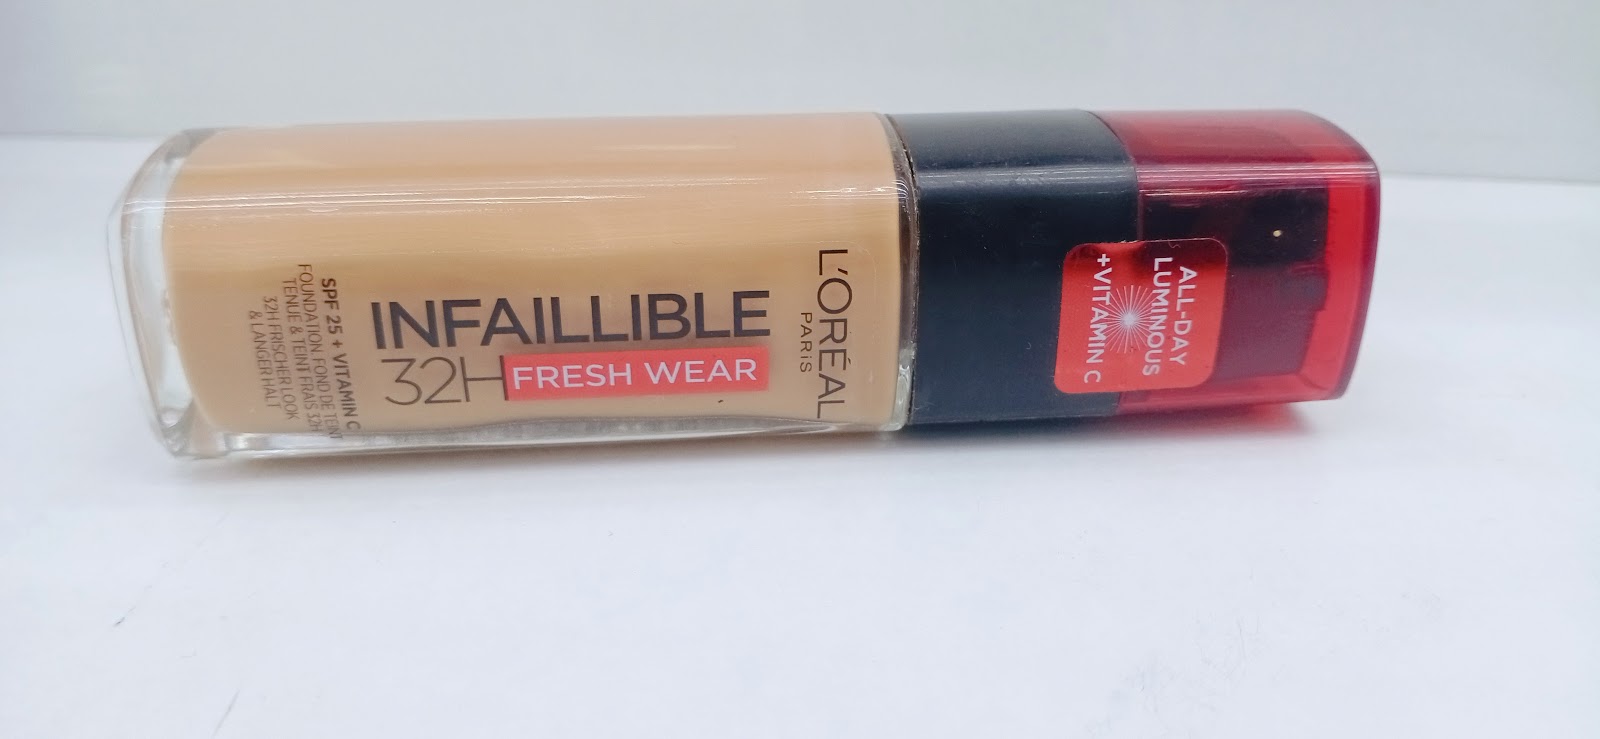 L'ORÉAL
PARiS
INFAILLIBLE
32H FRESH WEAR
SPF 25 + VITAMIN C
FOUNDATION FOND DE TEINT
TENUE & TEINT FRAIS 32H
32H FRISCHER LOOK
& LANGER HALT
ALL-DAY
LUMINOUS
+VITAMIN C